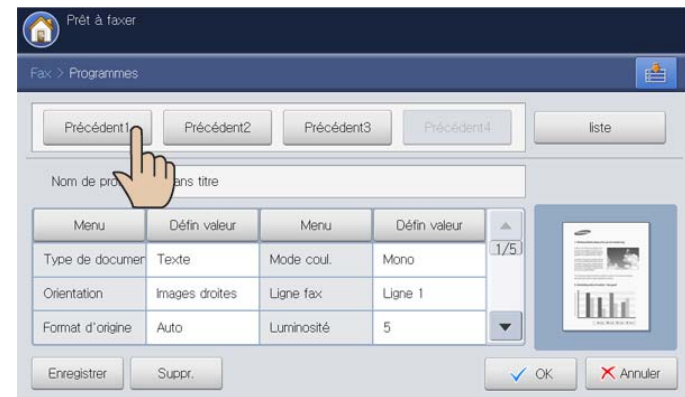 Prêt à faxer
Fax > Programmes
Précédent1 Précédent2 Précédent3 Précédent4 liste
Nom de pro ans titre
Menu Défin valeur Menu Défin valeur
Type de documen Texte Mode coul. Mono 1/5
Orientation Images droites Ligne fax Ligne 1
Format d'origine Auto Luminosité 5
Enregistrer Suppr. OK Annuler